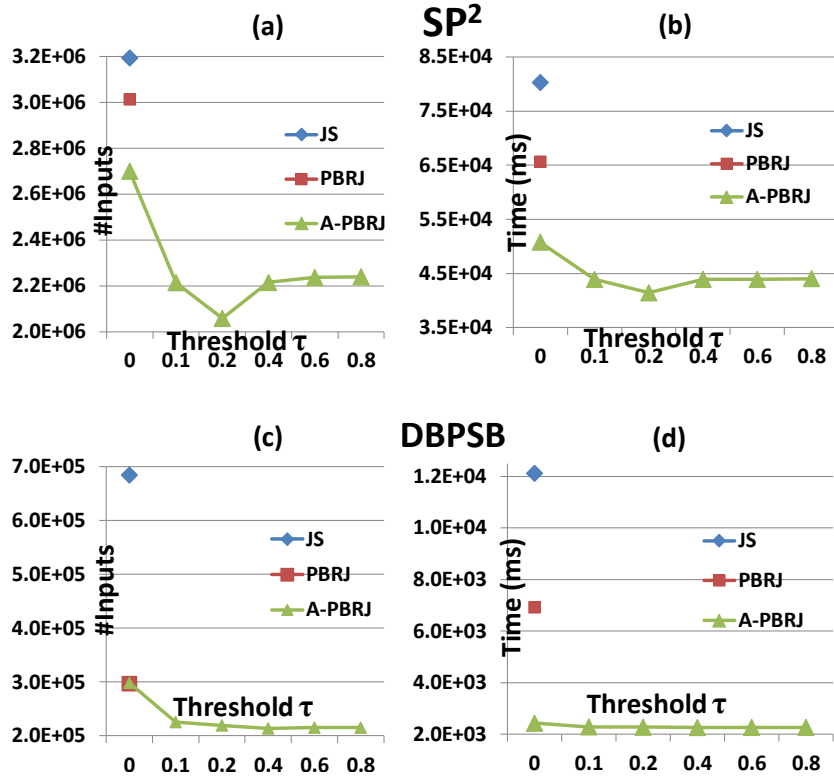 SP²
(a)
3.2E+06
3.0E+06
2.8E+06
2.6E+06
2.4E+06
2.2E+06
2.0E+06
#Inputs
JS
PBRJ
A-PBRJ
Threshold τ
0 0.1 0.2 0.4 0.6 0.8
(b)
8.5E+04
7.5E+04
6.5E+04
5.5E+04
4.5E+04
3.5E+04
Time (ms)
JS
PBRJ
A-PBRJ
Threshold τ
0 0.1 0.2 0.4 0.6 0.8
DBPSB
(c)
7.0E+05
6.0E+05
5.0E+05
4.0E+05
3.0E+05
2.0E+05
#Inputs
JS
PBRJ
A-PBRJ
Threshold τ
0 0.1 0.2 0.4 0.6 0.8
(d)
1.2E+04
1.0E+04
8.0E+03
6.0E+03
4.0E+03
2.0E+03
Time (ms)
JS
PBRJ
A-PBRJ
Threshold τ
0 0.1 0.2 0.4 0.6 0.8